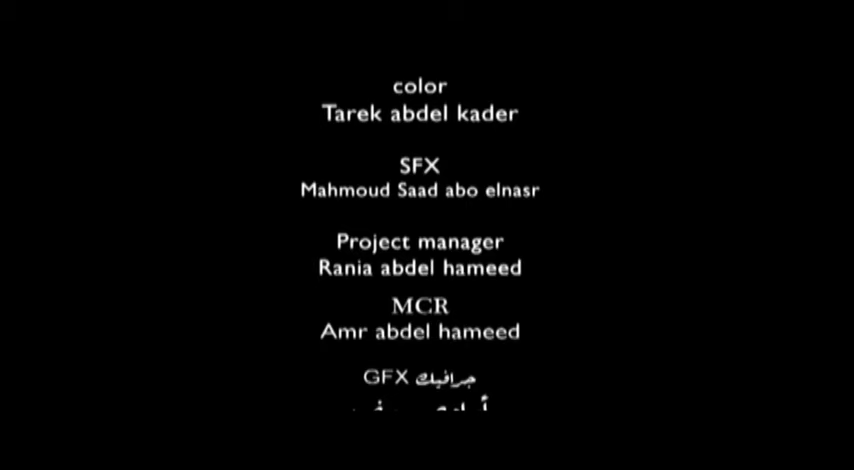 color
Tarek abdel kader
SFX
Mahmoud Saad abo elnasr
Project manager
Rania abdel hameed
MCR
Amr abdel hameed
GFX جرافيك